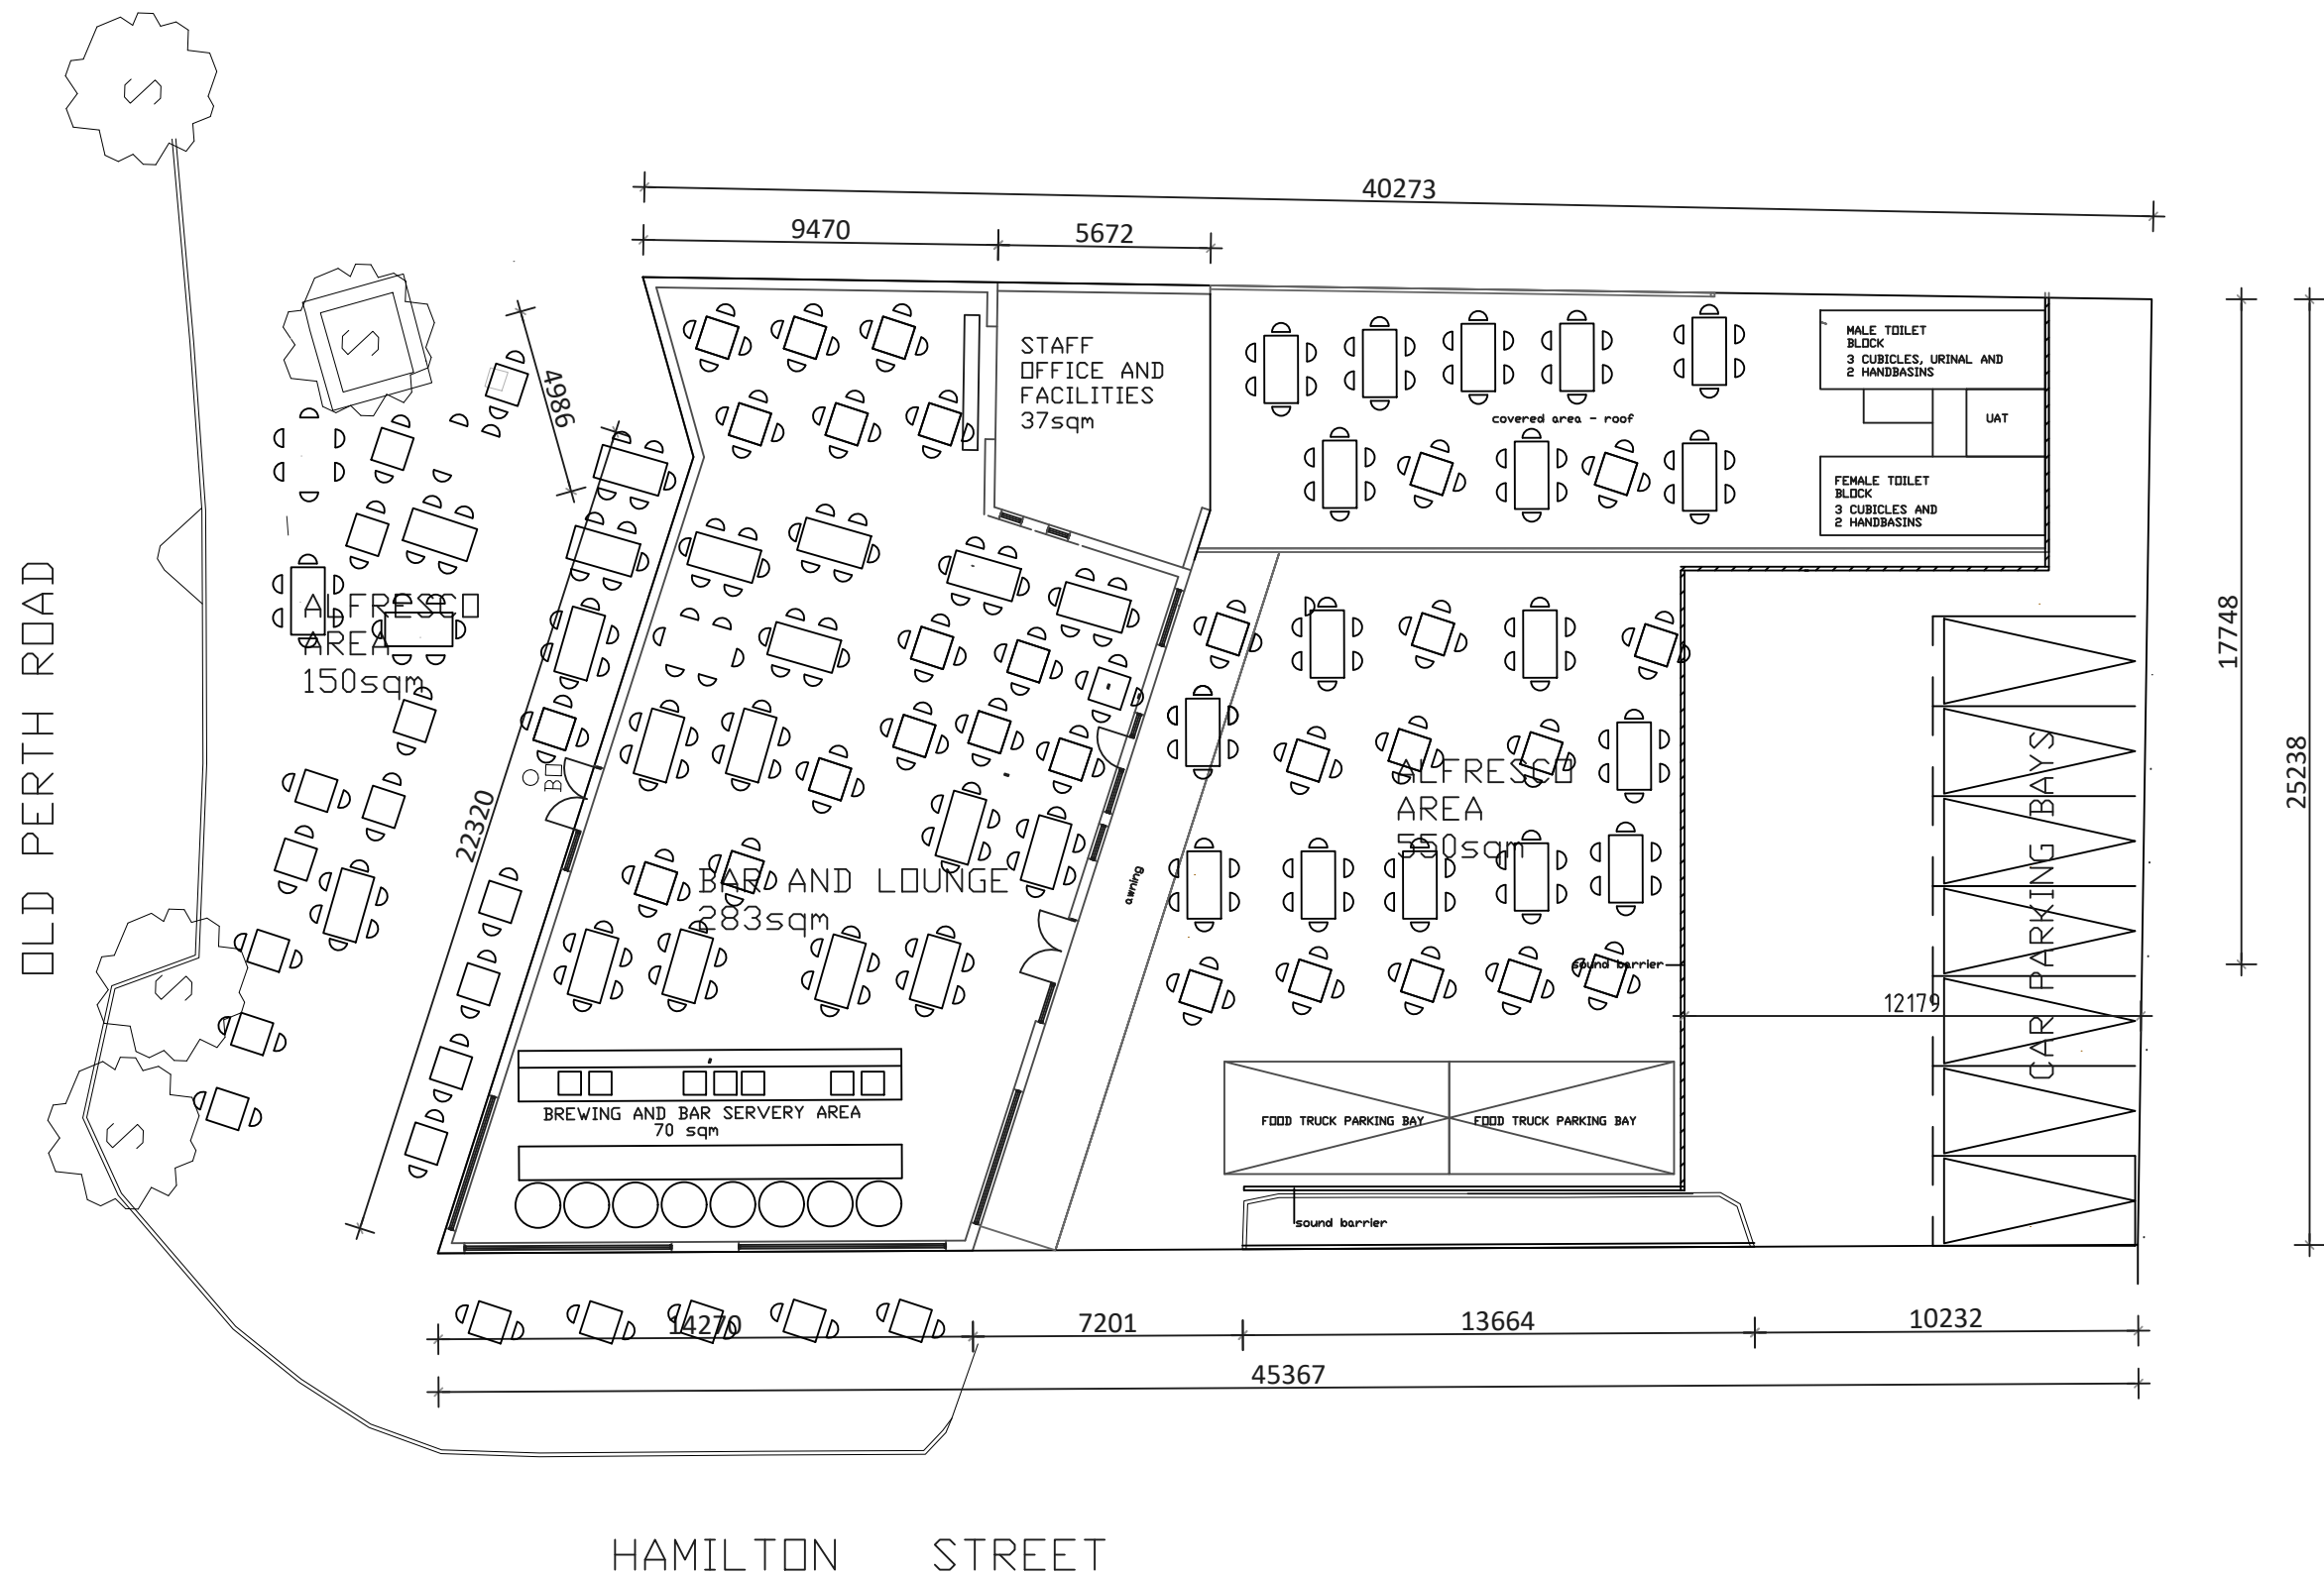 40273
9470
5672
4986
STAFF
OFFICE AND
FACILITIES
37sqm
covered area - roof
MALE TOILET
BLOCK
3 CUBICLES, URINAL AND
2 HANDBASINS
UAT
FEMALE TOILET
BLOCK
3 CUBICLES AND
2 HANDBASINS
S
S
S
S
OLD PERTH ROAD
ALFRESCO
AREA
150sqm
22320
BO
BAR AND LOUNGE
283sqm
awning
ALFRESCO
AREA
550sqm
sound barrier
12179
CAR PARKING BAYS
17748
25238
BREWING AND BAR SERVERY AREA
70 sqm
FOOD TRUCK PARKING BAY
FOOD TRUCK PARKING BAY
sound barrier
14270
7201
13664
10232
45367
HAMILTON STREET